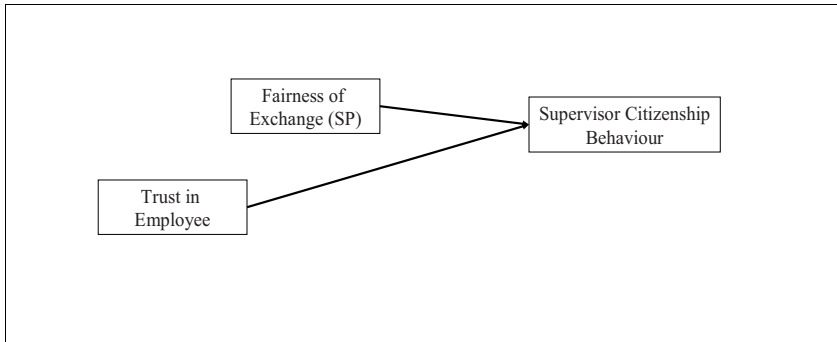 Fairness of
Exchange (SP)
Supervisor Citizenship
Behaviour
Trust in
Employee